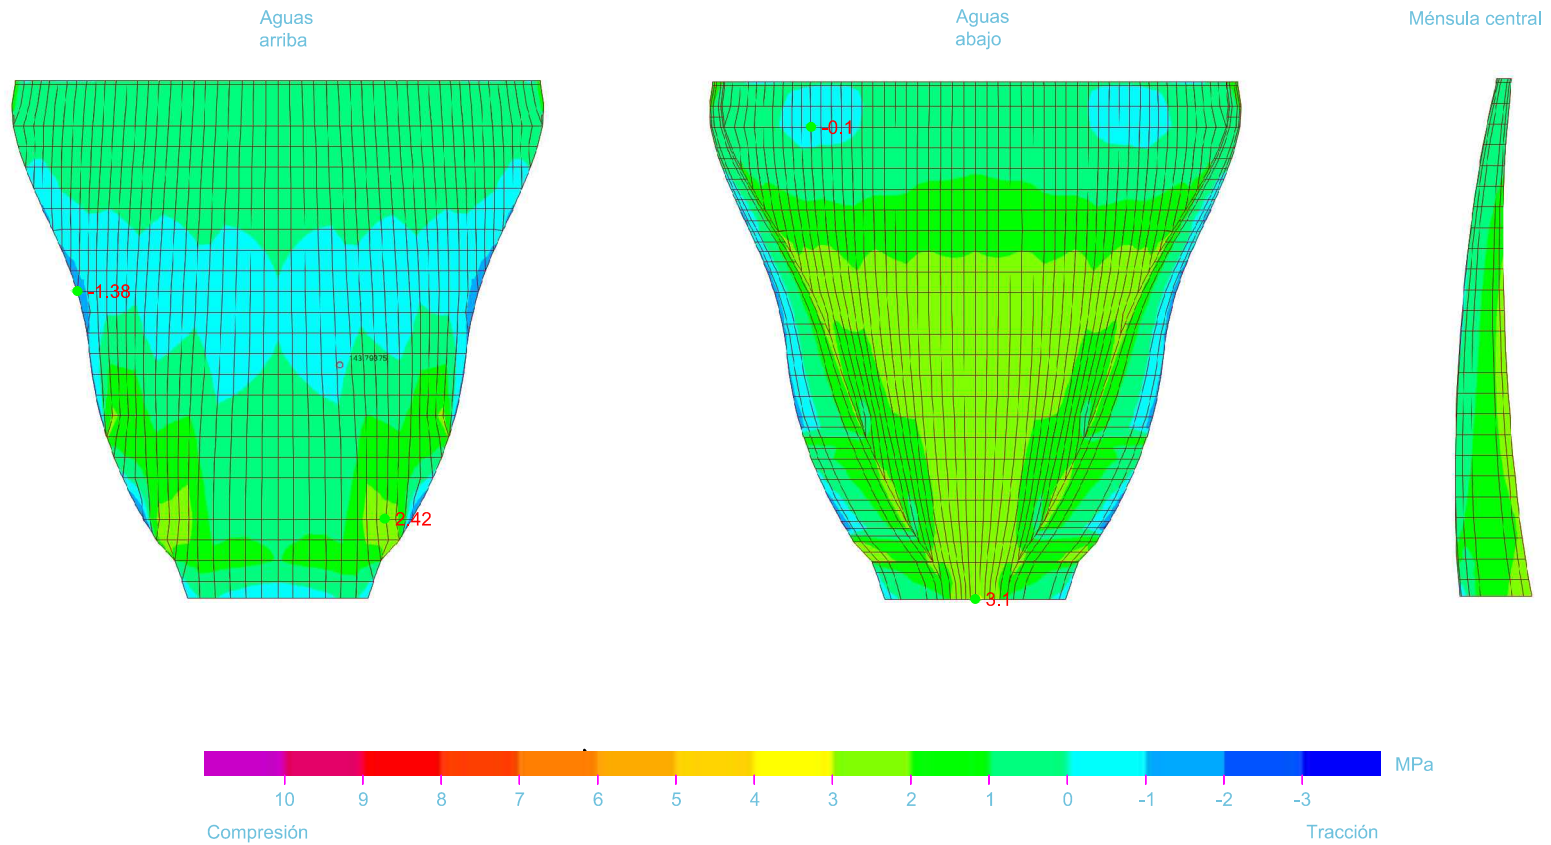 Aguas
arriba
Aguas
abajo
Ménsula central
-0.1
-1.38
2.42
3.1
MPa
10 9 8 7 6 5 4 3 2 1 0 -1 -2 -3
Compresión Tracción